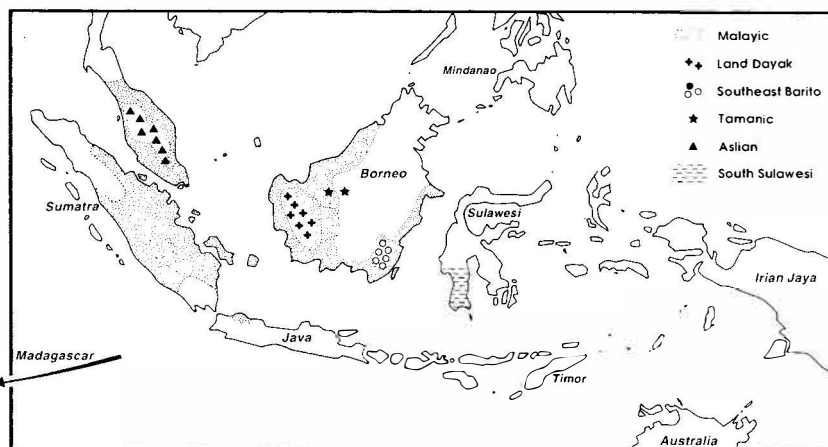 Malayic
Land Dayak
Southeast Barito
Tamanic
Aslian
South Sulawesi
Mindanao
Borneo
Sumatra
Sulawesi
Irian Jaya
Java
Madagascar
Timor
Australia